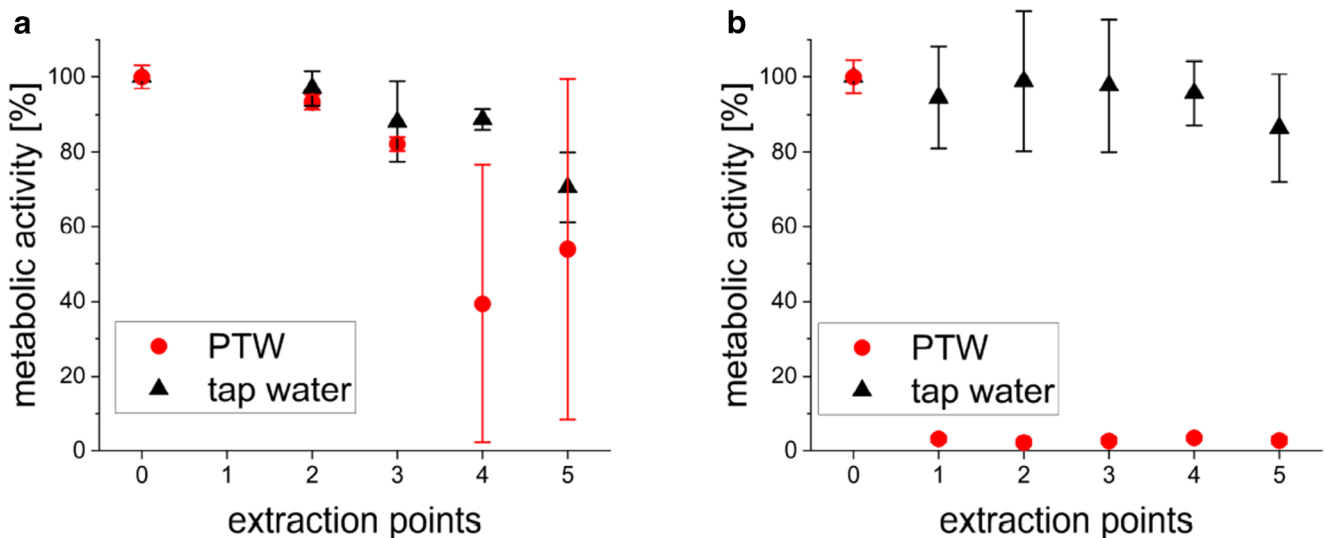 a
metabolic activity [%]
100
80
60
40
20
0
PTW
tap water
0 1 2 3 4 5
extraction points
b
metabolic activity [%]
100
80
60
40
20
0
PTW
tap water
0 1 2 3 4 5
extraction points